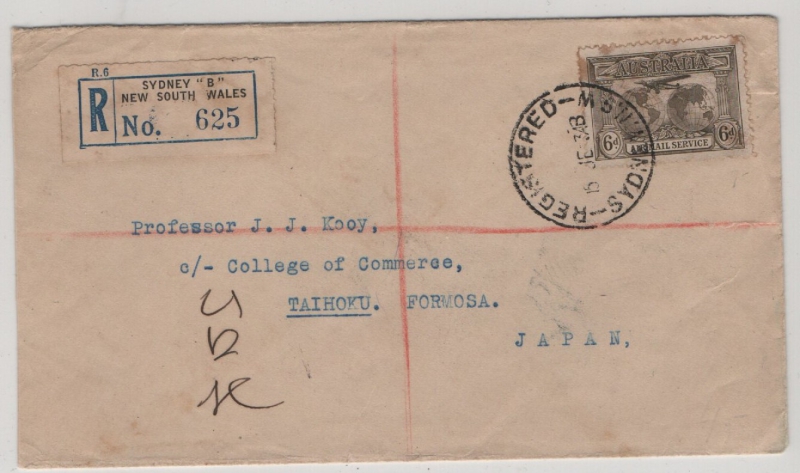 R.6
SYDNEY "B"
NEW SOUTH WALES
R No. 625
AUSTRALIA
6d AIR MAIL SERVICE 6d
REGISTERED — SYDNEY N.S.W
Professor J. J. Kooy,
c/- College of Commerce,
TAIHOKU. FORMOSA.
JAPAN,